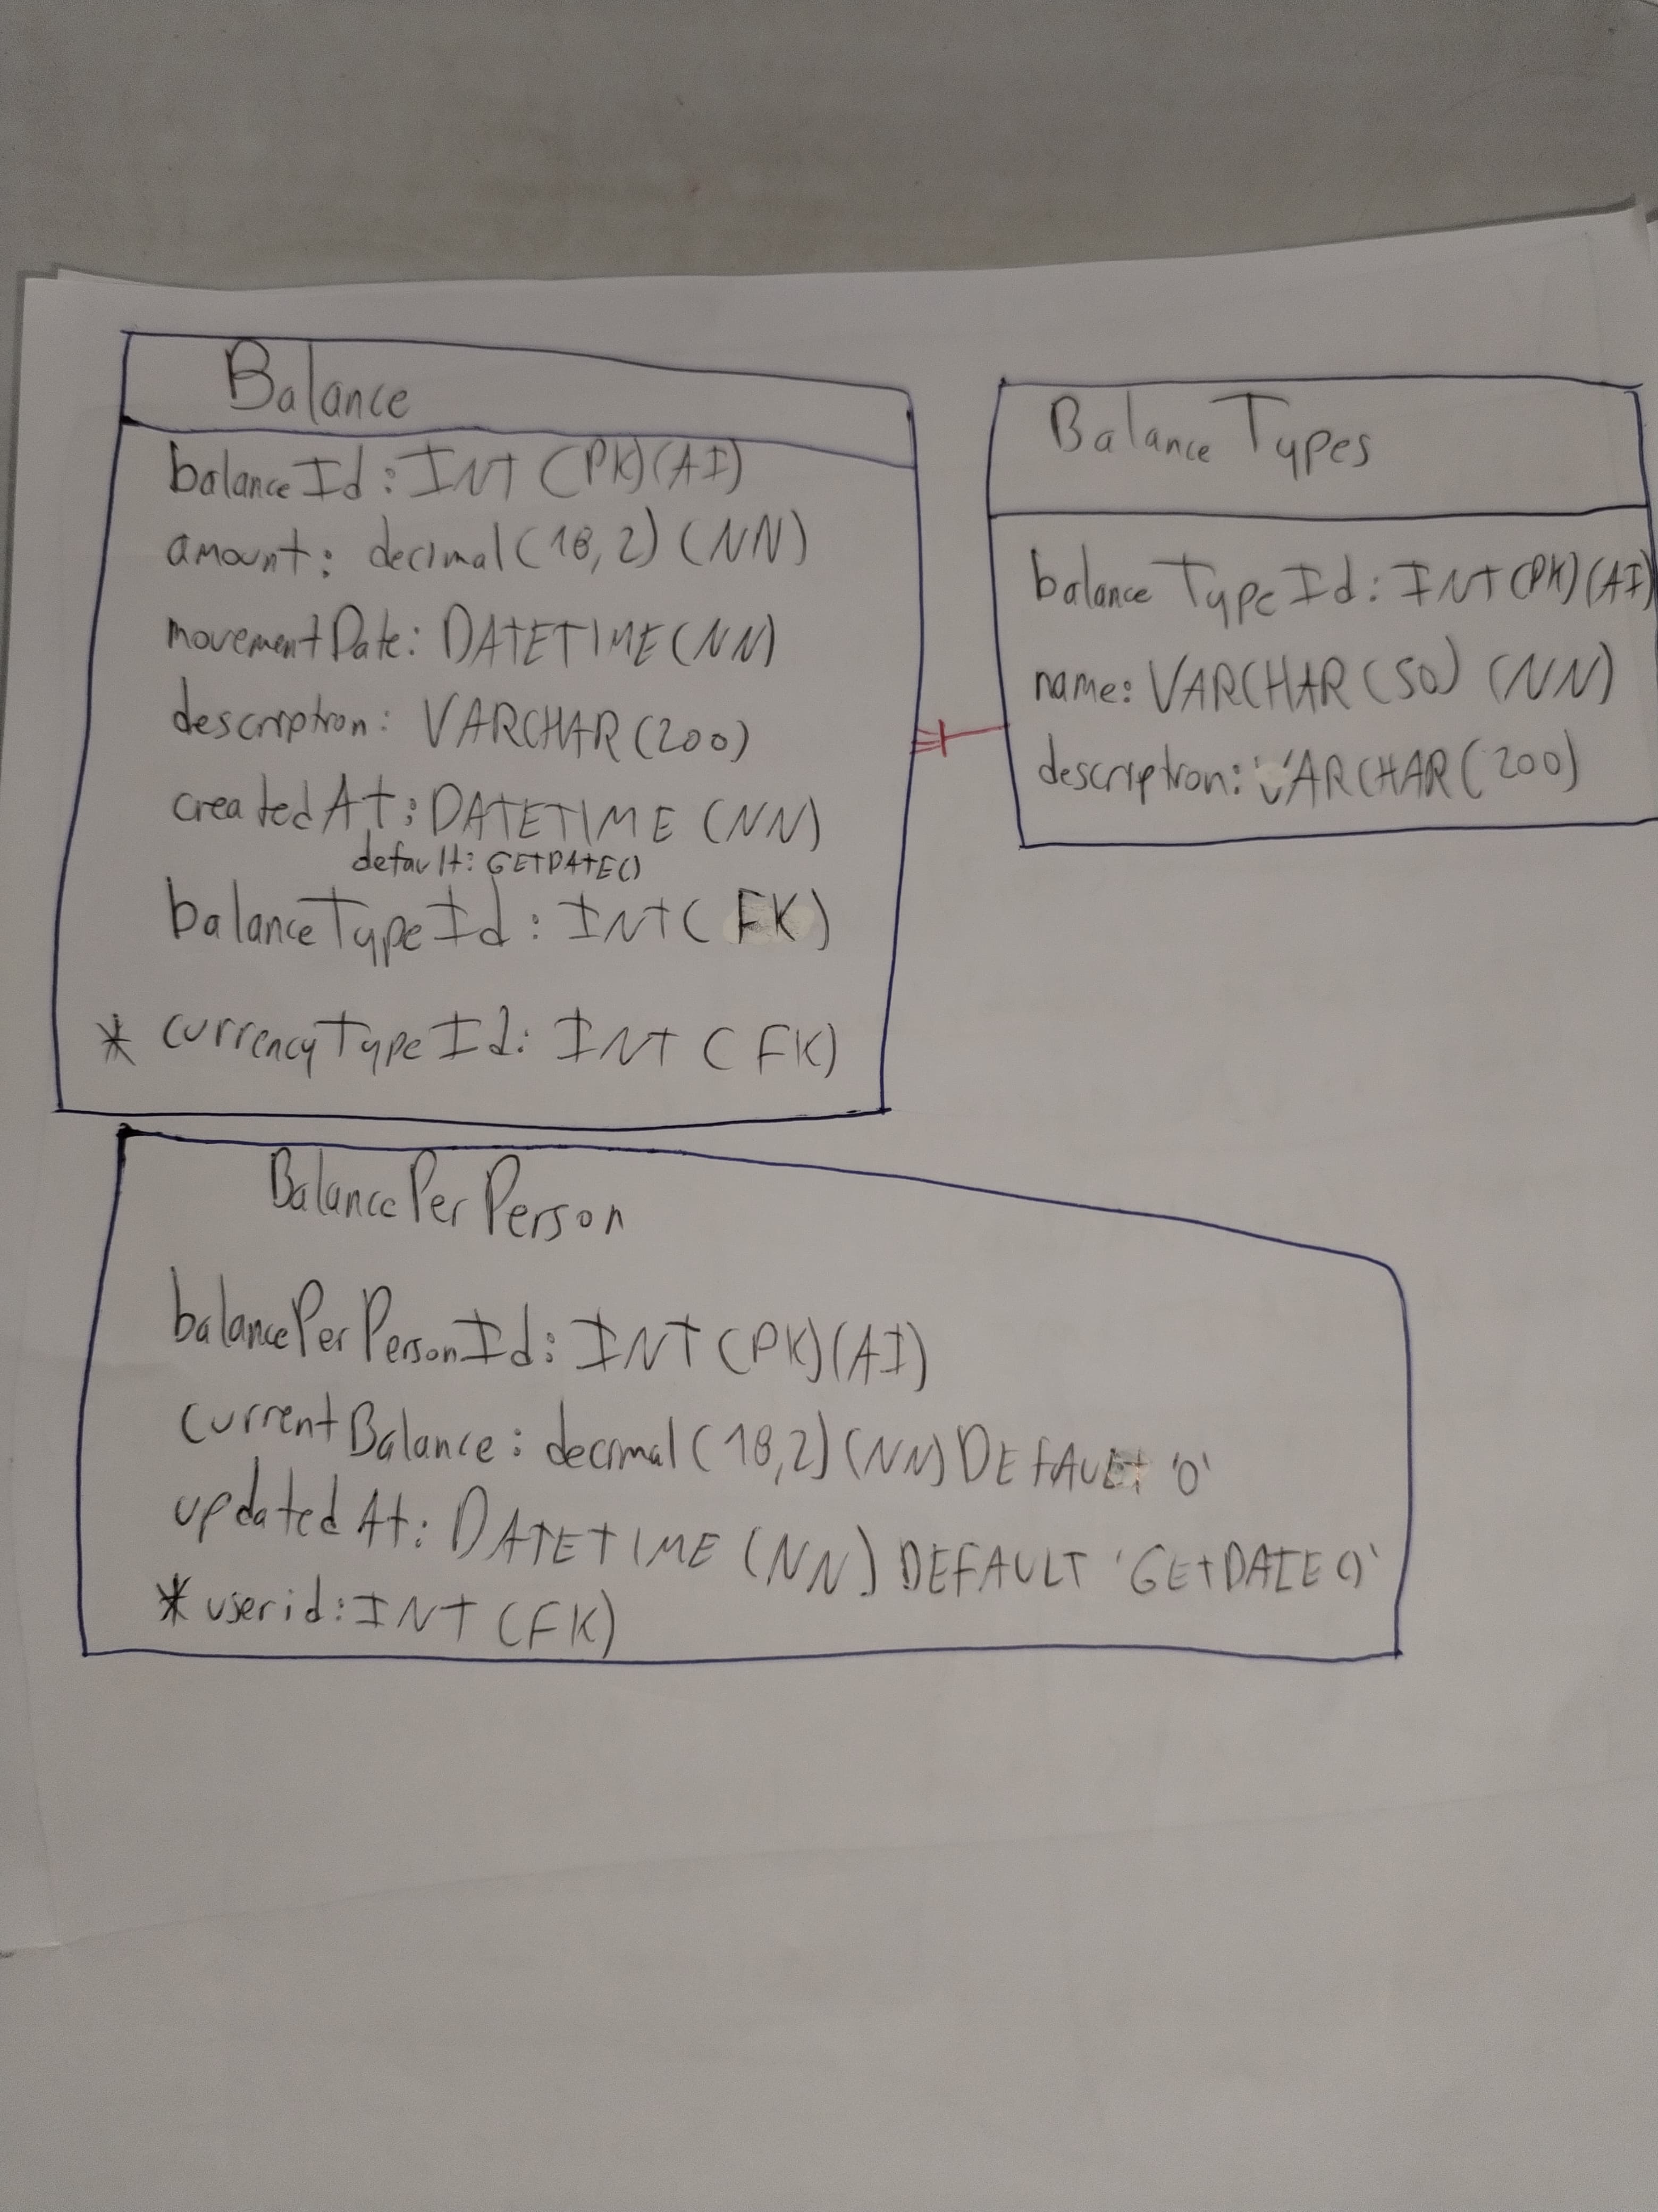 Balance
balanceId: INT (PK)(AI)
amount: decimal(18,2) (NN)
movementDate: DATETIME (NN)
description: VARCHAR(200)
createdAt: DATETIME (NN)
default: GETDATE()
balanceTypeId: INT (FK)
* currencyTypeId: INT (FK)
BalanceTypes
balanceTypeId: INT (PK)(AI)
name: VARCHAR(50) (NN)
description: VARCHAR(200)
BalancePerPerson
balancePerPersonId: INT (PK)(AI)
currentBalance: decimal(18,2) (NN) DEFAULT '0'
updatedAt: DATETIME (NN) DEFAULT 'GETDATE()'
* userid: INT (FK)